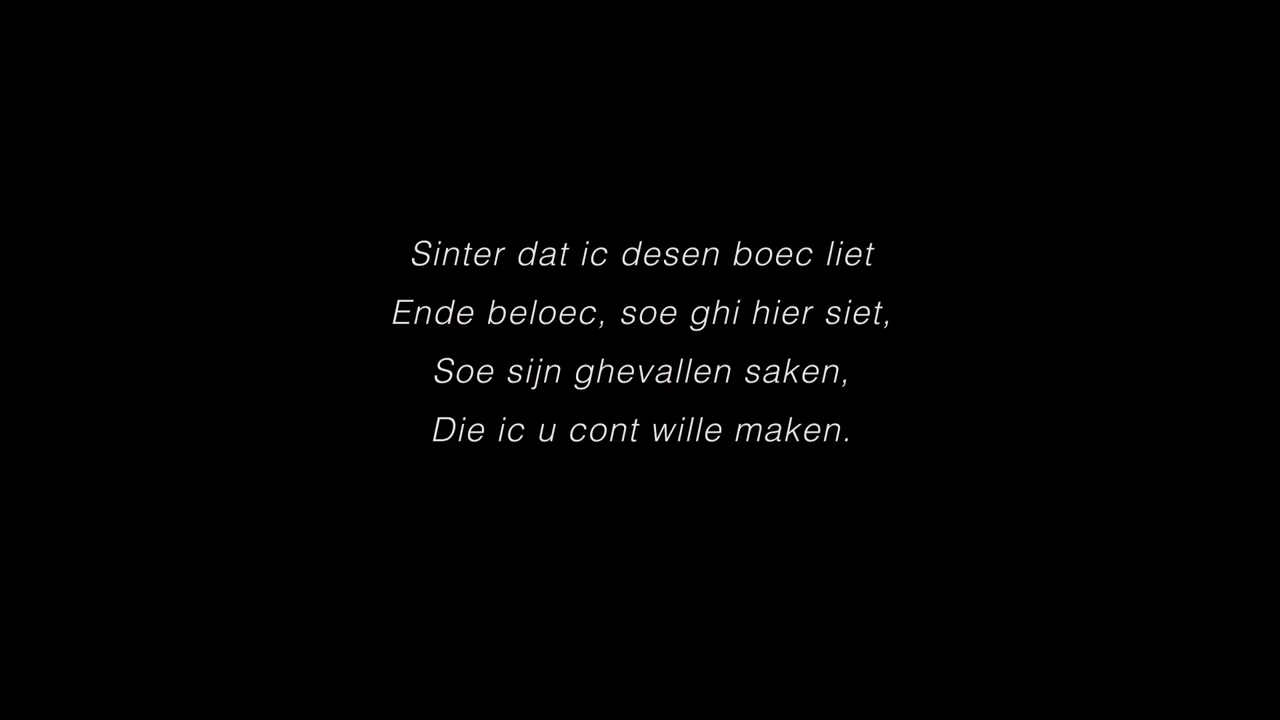 Sinter dat ic desen boec liet
Ende beloec, soe ghi hier siet,
Soe sijn ghevallen saken,
Die ic u cont wille maken.